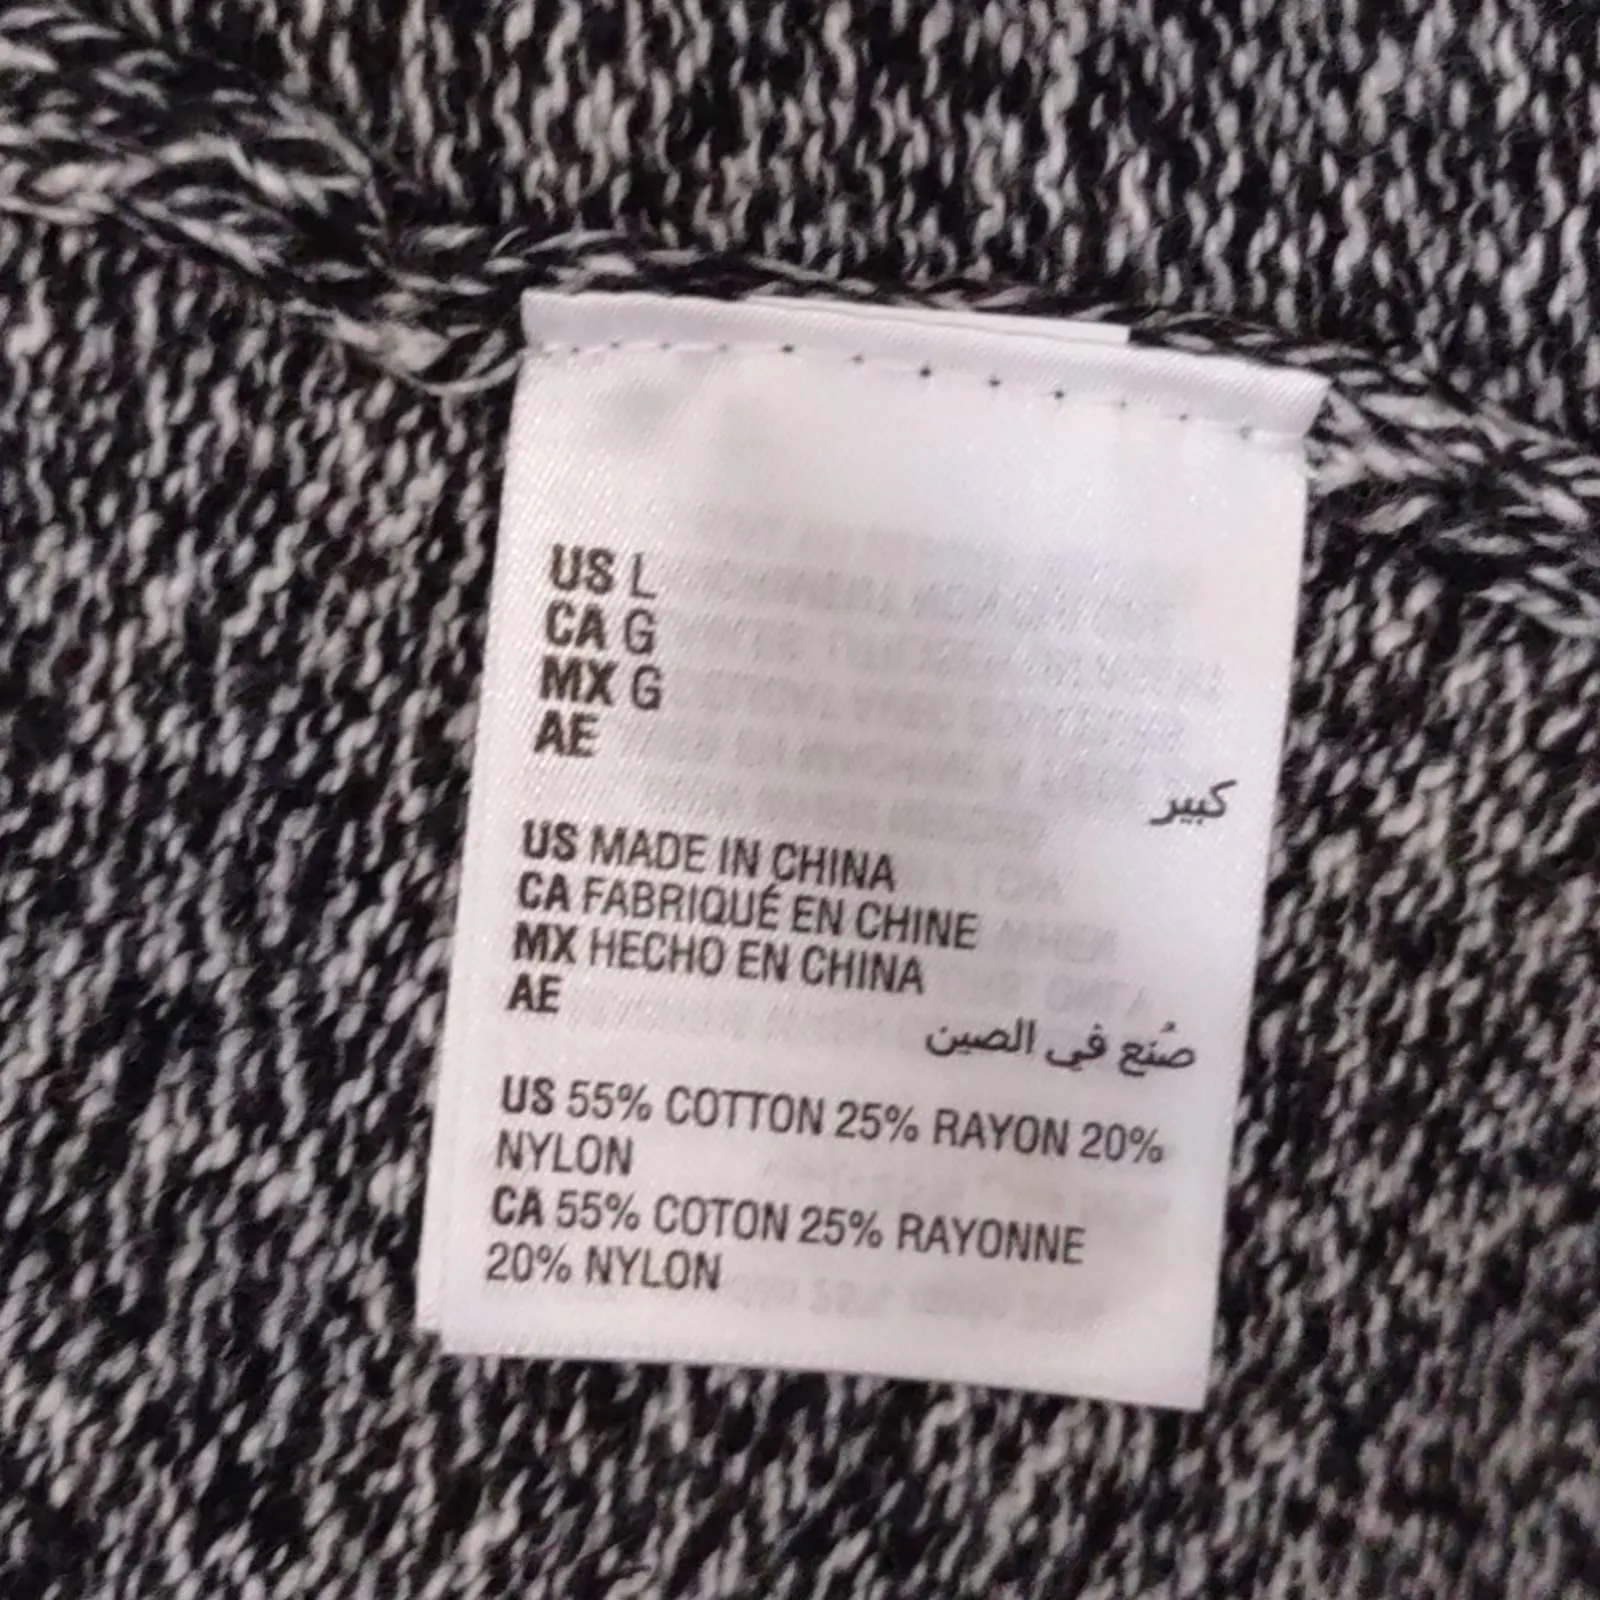 US L
CA G
MX G
AE
كبير
US MADE IN CHINA
CA FABRIQUÉ EN CHINE
MX HECHO EN CHINA
AE
صُنع في الصين
US 55% COTTON 25% RAYON 20%
NYLON
CA 55% COTON 25% RAYONNE
20% NYLON